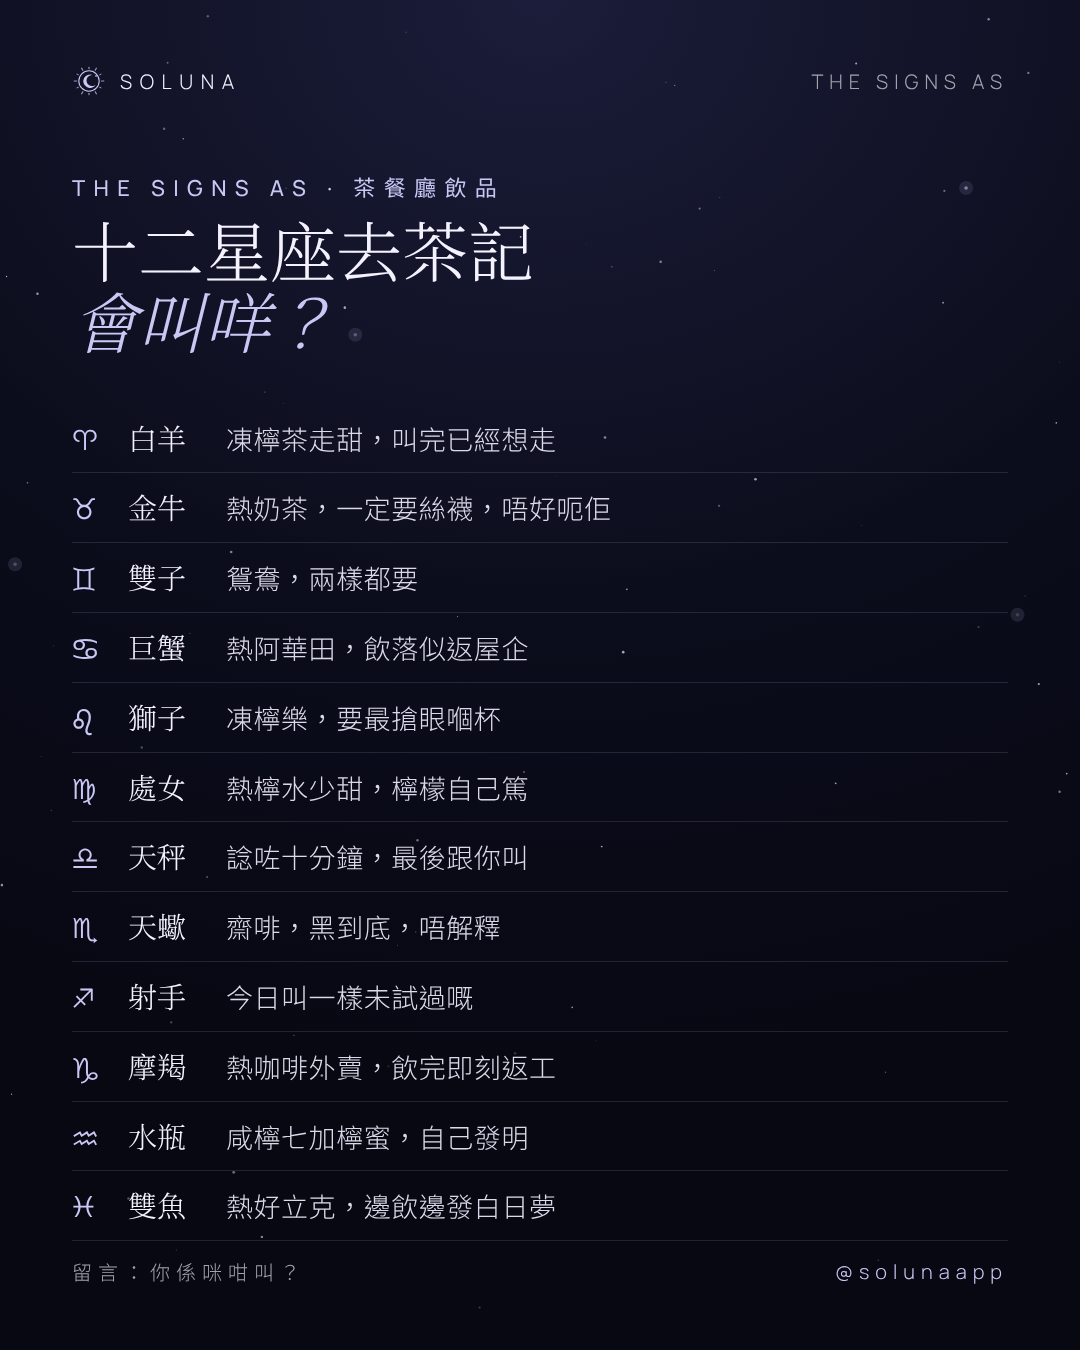 SOLUNA
THE SIGNS AS
THE SIGNS AS · 茶餐廳飲品
十二星座去茶記
會叫咩？
♈ 白羊 凍檸茶走甜，叫完已經想走
♉ 金牛 熱奶茶，一定要絲襪，唔好呃佢
♊ 雙子 鴛鴦，兩樣都要
♋ 巨蟹 熱阿華田，飲落似返屋企
♌ 獅子 凍檸樂，要最搶眼嗰杯
♍ 處女 熱檸水少甜，檸檬自己篤
♎ 天秤 諗咗十分鐘，最後跟你叫
♏ 天蠍 齋啡，黑到底，唔解釋
♐ 射手 今日叫一樣未試過嘅
♑ 摩羯 熱咖啡外賣，飲完即刻返工
♒ 水瓶 咸檸七加檸蜜，自己發明
♓ 雙魚 熱好立克，邊飲邊發白日夢
留言：你係咪咁叫？
@solunaapp